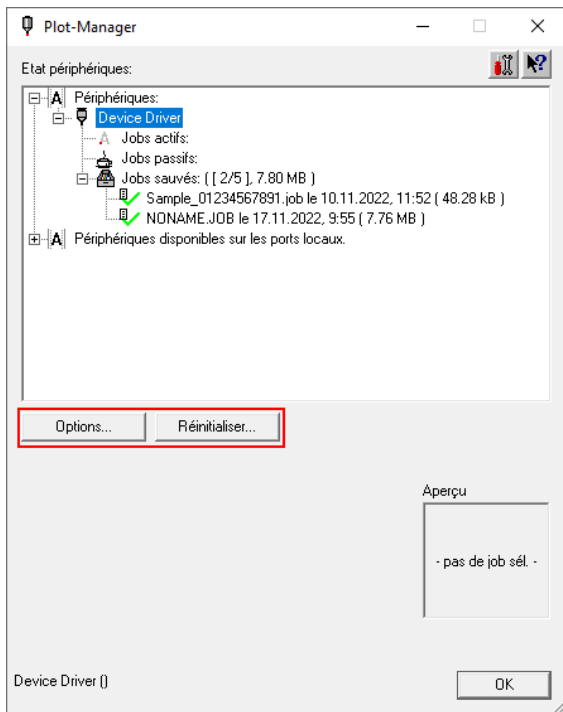 Plot-Manager
Etat périphériques:
Périphériques:
Device Driver
Jobs actifs:
Jobs passifs:
Jobs sauvés: ( [ 2/5 ], 7.80 MB )
Sample_01234567891.job le 10.11.2022, 11:52 ( 48.28 kB )
NONAME.JOB le 17.11.2022, 9:55 ( 7.76 MB )
Périphériques disponibles sur les ports locaux.
Options... Réinitialiser...
Aperçu
- pas de job sél. -
Device Driver () OK